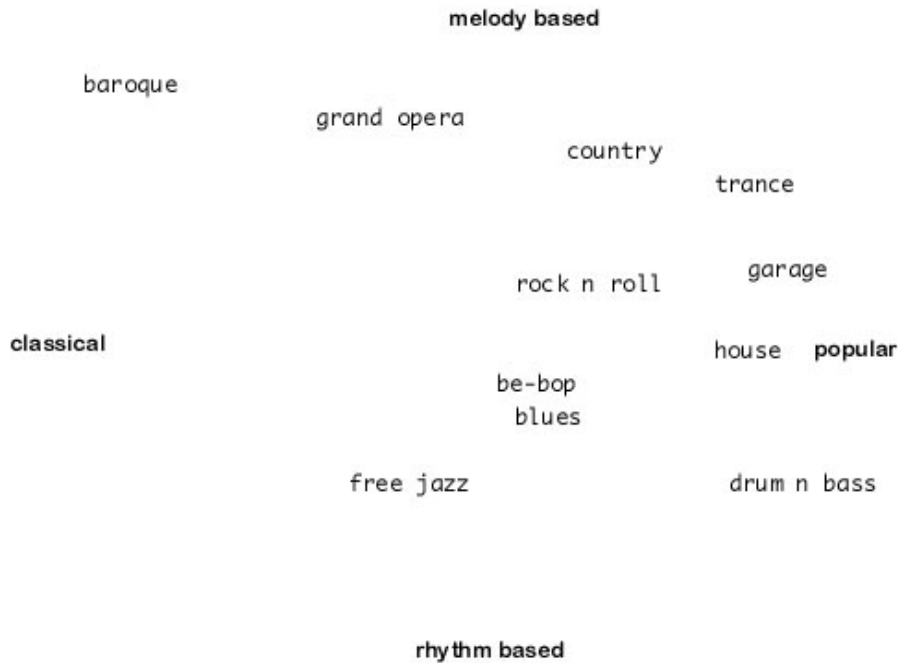 melody based
baroque
grand opera
country
trance
garage
rock n roll
classical
house popular
be-bop
blues
free jazz drum n bass
rhythm based